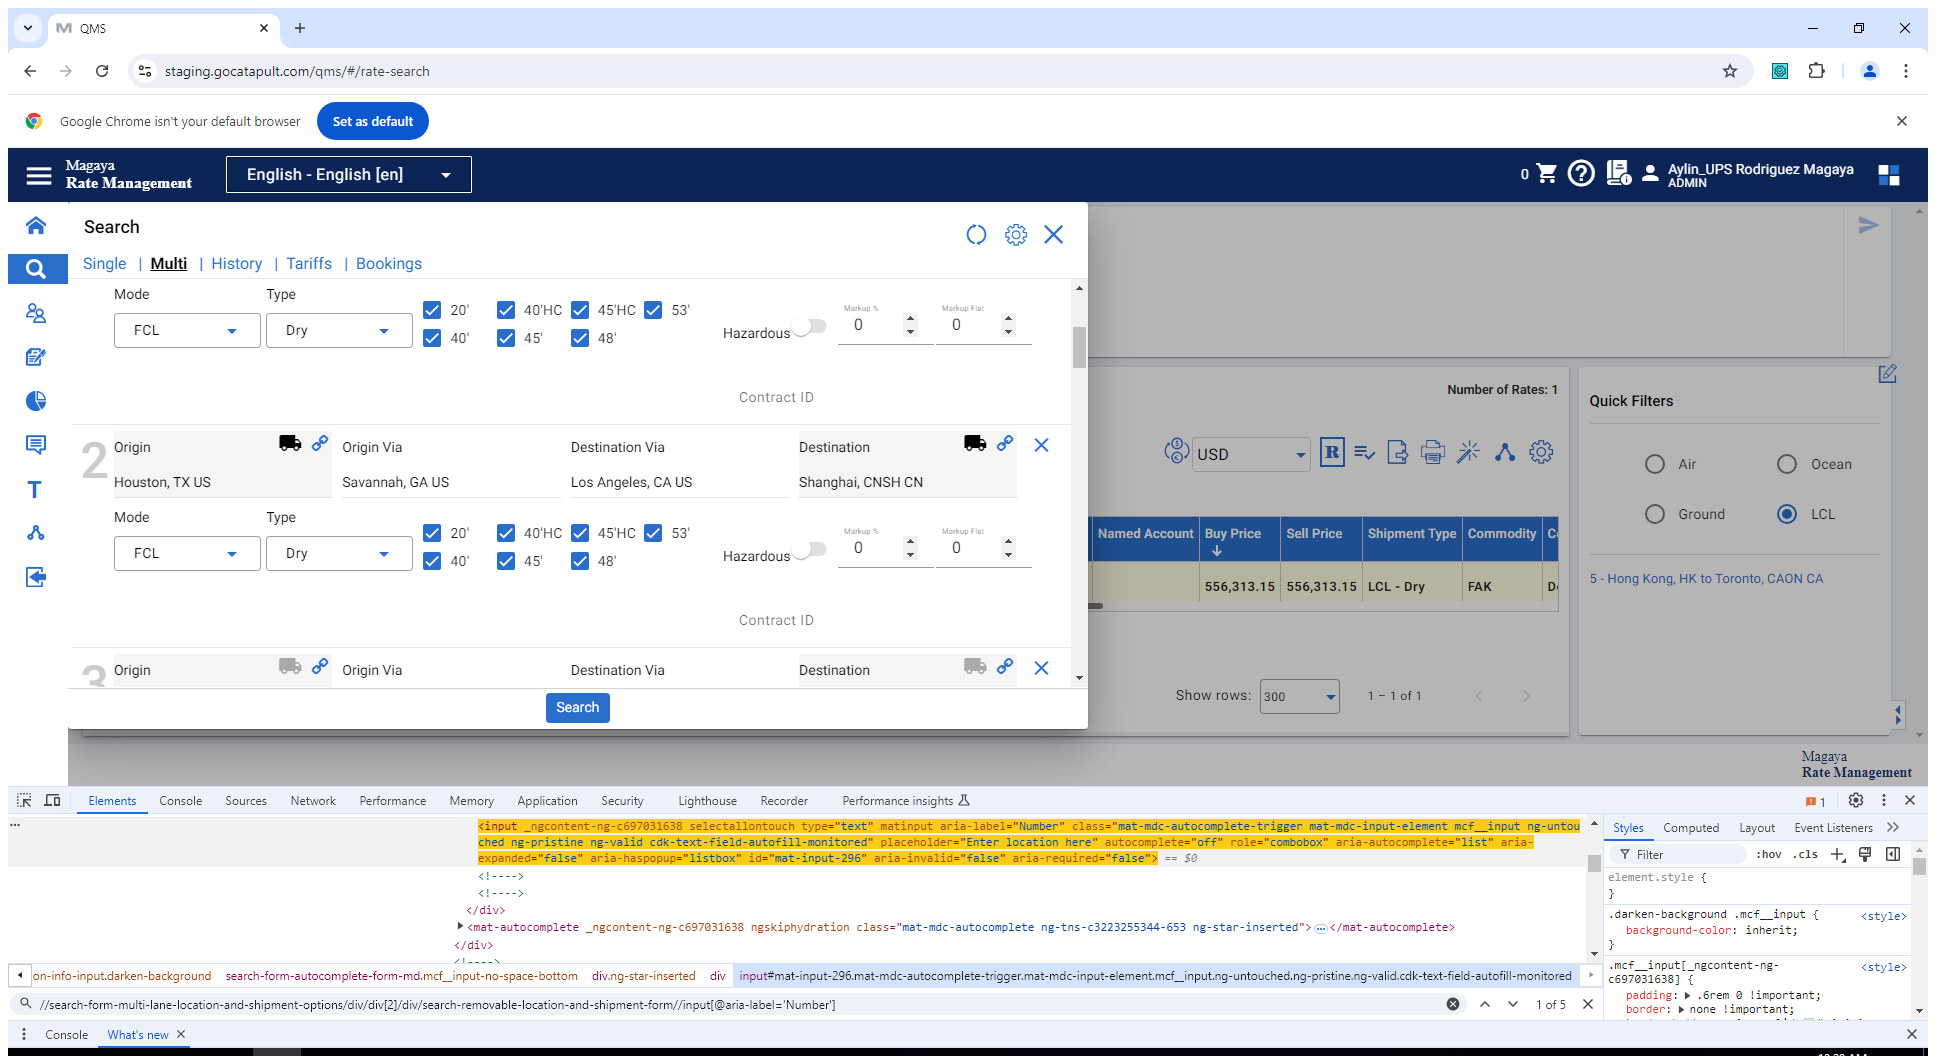 QMS
staging.gocatapult.com/qms/#/rate-search
Google Chrome isn't your default browser
Set as default
Magaya
Rate Management
English - English [en]
0
Aylin_UPS Rodriguez Magaya
ADMIN
Search
Single | Multi | History | Tariffs | Bookings
Mode
Type
FCL
Dry
20' 40'HC 45'HC 53'
40' 45' 48'
Hazardous
Markup %
0
Markup Flat
0
Contract ID
2
Origin
Origin Via
Destination Via
Destination
Houston, TX US
Savannah, GA US
Los Angeles, CA US
Shanghai, CNSH CN
Mode
Type
FCL
Dry
20' 40'HC 45'HC 53'
40' 45' 48'
Hazardous
Markup %
0
Markup Flat
0
Contract ID
3
Origin
Origin Via
Destination Via
Destination
Search
Number of Rates: 1
USD
R
Named Account
Buy Price
Sell Price
Shipment Type
Commodity
556,313.15
556,313.15
LCL - Dry
FAK
Show rows: 300
1 – 1 of 1
Quick Filters
Air
Ocean
Ground
LCL
5 - Hong Kong, HK to Toronto, CAON CA
Magaya
Rate Management
Elements Console Sources Network Performance Memory Application Security Lighthouse Recorder Performance insights
1
<input _ngcontent-ng-c697031638 selectallontouch type="text" matinput aria-label="Number" class="mat-mdc-autocomplete-trigger mat-mdc-input-element mcf__input ng-untou
ched ng-pristine ng-valid cdk-text-field-autofill-monitored" placeholder="Enter location here" autocomplete="off" role="combobox" aria-autocomplete="list" aria-
expanded="false" aria-haspopup="listbox" id="mat-input-296" aria-invalid="false" aria-required="false"> == $0
<!---->
<!---->
</div>
<mat-autocomplete _ngcontent-ng-c697031638 ngskiphydration class="mat-mdc-autocomplete ng-tns-c3223255344-653 ng-star-inserted"> … </mat-autocomplete>
</div>
<!---->
on-info-input.darken-background search-form-autocomplete-form-md.mcf__input-no-space-bottom div.ng-star-inserted div input#mat-input-296.mat-mdc-autocomplete-trigger.mat-mdc-input-element.mcf__input.ng-untouched.ng-pristine.ng-valid.cdk-text-field-autofill-monitored
//search-form-multi-lane-location-and-shipment-options/div/div[2]/div/search-removable-location-and-shipment-form//input[@aria-label='Number']
1 of 5
Styles Computed Layout Event Listeners
Filter
:hov .cls
element.style {
}
.darken-background .mcf__input {
<style>
background-color: inherit;
}
.mcf__input[_ngcontent-ng-
c697031638] {
<style>
padding: .6rem 0 !important;
border: none !important;
Console
What's new